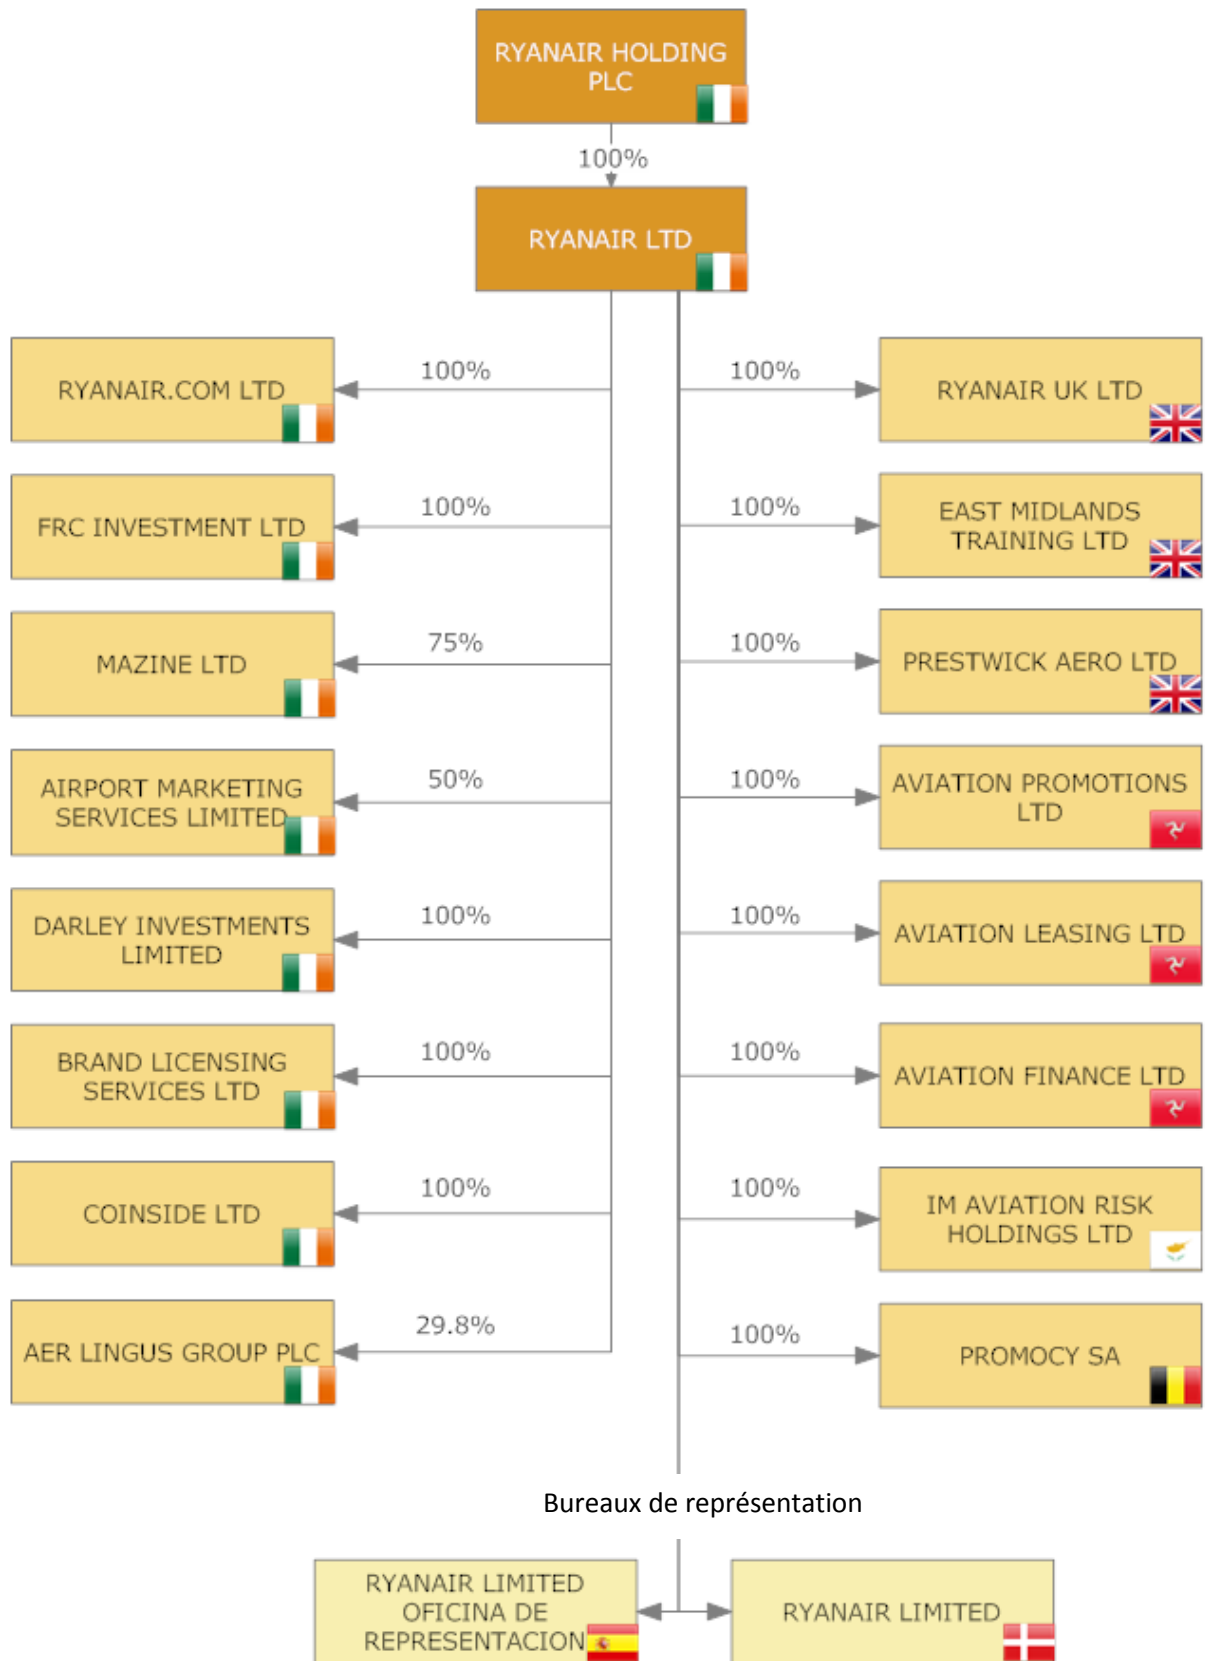 RYANAIR HOLDING
PLC
100%
RYANAIR LTD
RYANAIR.COM LTD
100%
100%
RYANAIR UK LTD
FRC INVESTMENT LTD
100%
100%
EAST MIDLANDS
TRAINING LTD
MAZINE LTD
75%
100%
PRESTWICK AERO LTD
AIRPORT MARKETING
SERVICES LIMITED
50%
100%
AVIATION PROMOTIONS
LTD
DARLEY INVESTMENTS
LIMITED
100%
100%
AVIATION LEASING LTD
BRAND LICENSING
SERVICES LTD
100%
100%
AVIATION FINANCE LTD
COINSIDE LTD
100%
100%
IM AVIATION RISK
HOLDINGS LTD
AER LINGUS GROUP PLC
29.8%
100%
PROMOCY SA
Bureaux de représentation
RYANAIR LIMITED
OFICINA DE
REPRESENTACION
RYANAIR LIMITED